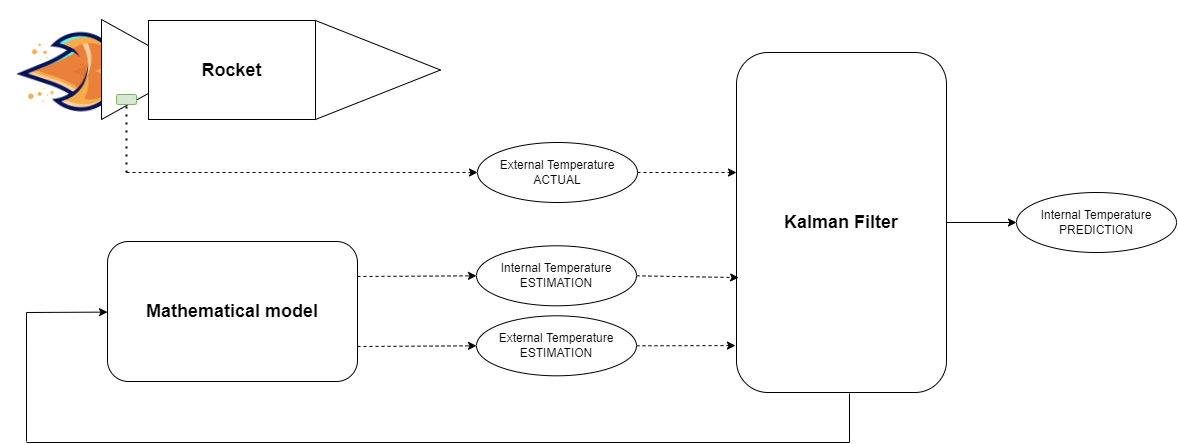 Rocket
External Temperature
ACTUAL
Kalman Filter
Internal Temperature
PREDICTION
Internal Temperature
ESTIMATION
Mathematical model
External Temperature
ESTIMATION